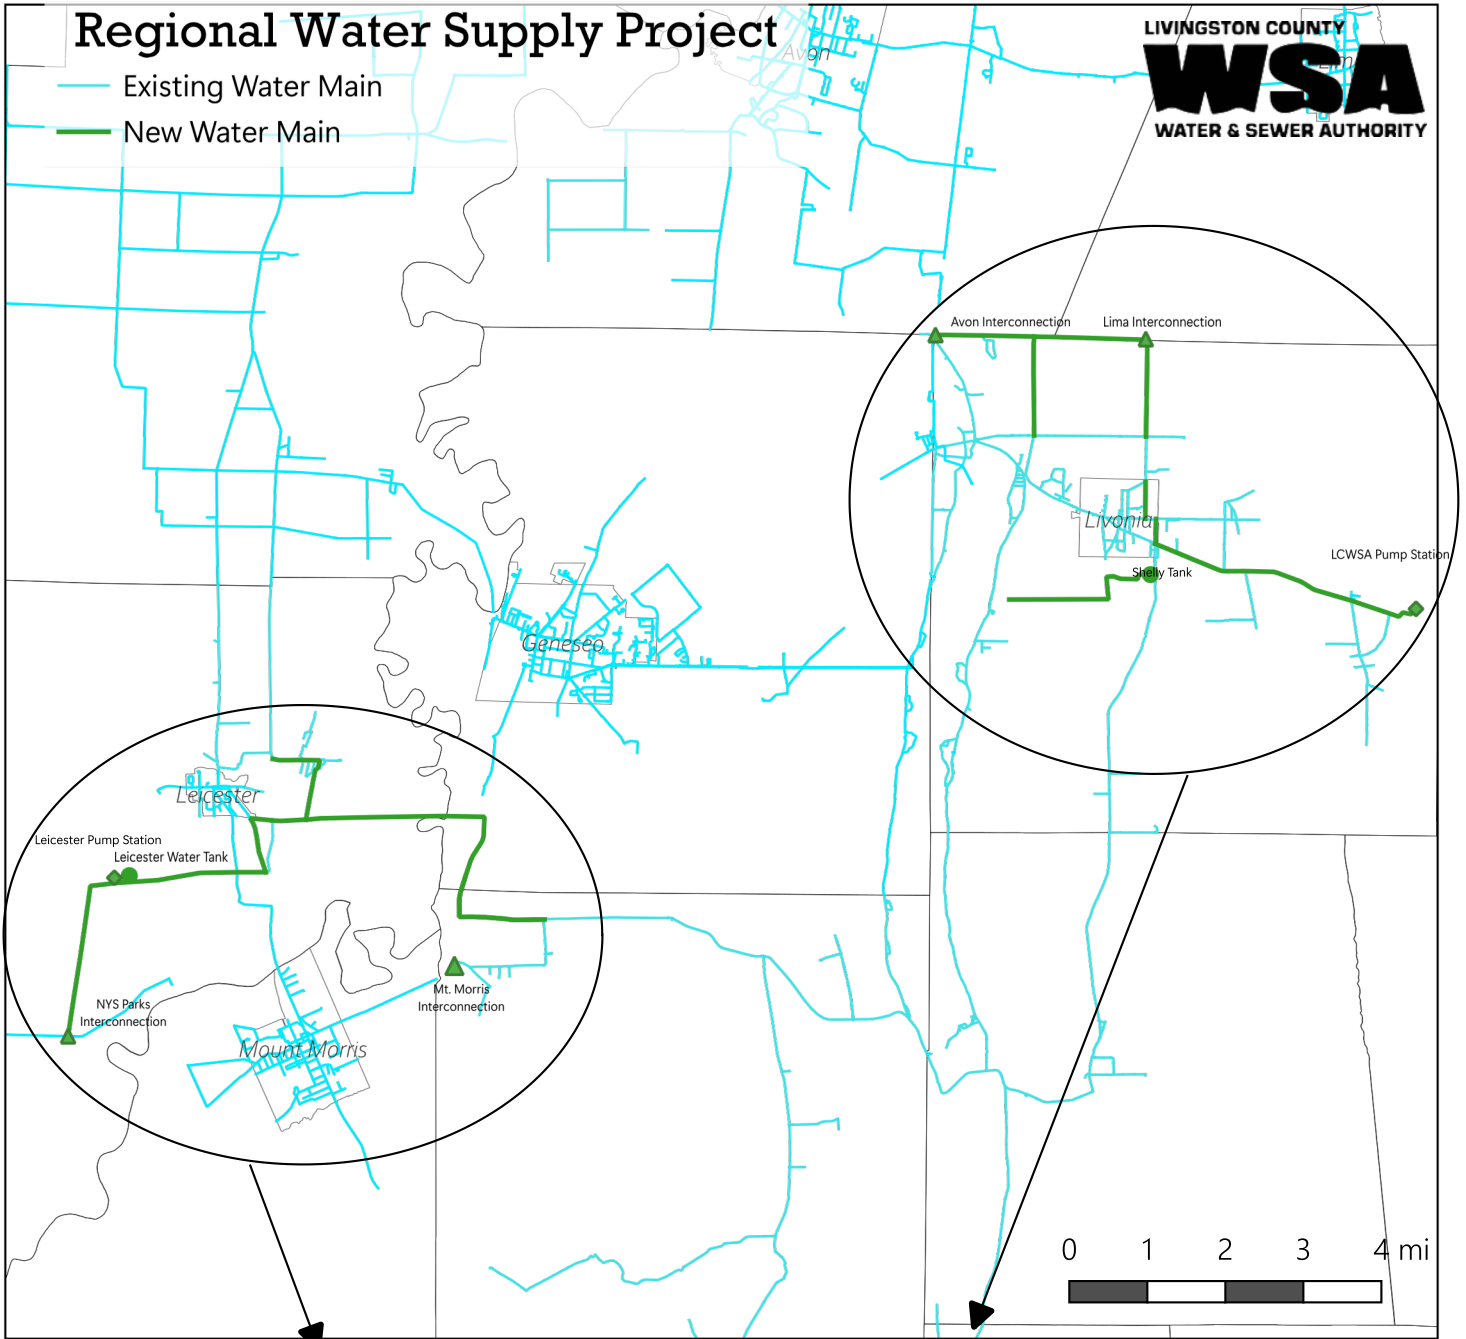 Regional Water Supply Project
Existing Water Main
New Water Main
LIVINGSTON COUNTY
WSA
WATER & SEWER AUTHORITY
Avon
Avon Interconnection
Lima Interconnection
Livonia
LCWSA Pump Station
Shelly Tank
Geneseo
Leicester
Leicester Pump Station
Leicester Water Tank
NYS Parks
Interconnection
Mt. Morris
Interconnection
Mount Morris
0 1 2 3 4 mi